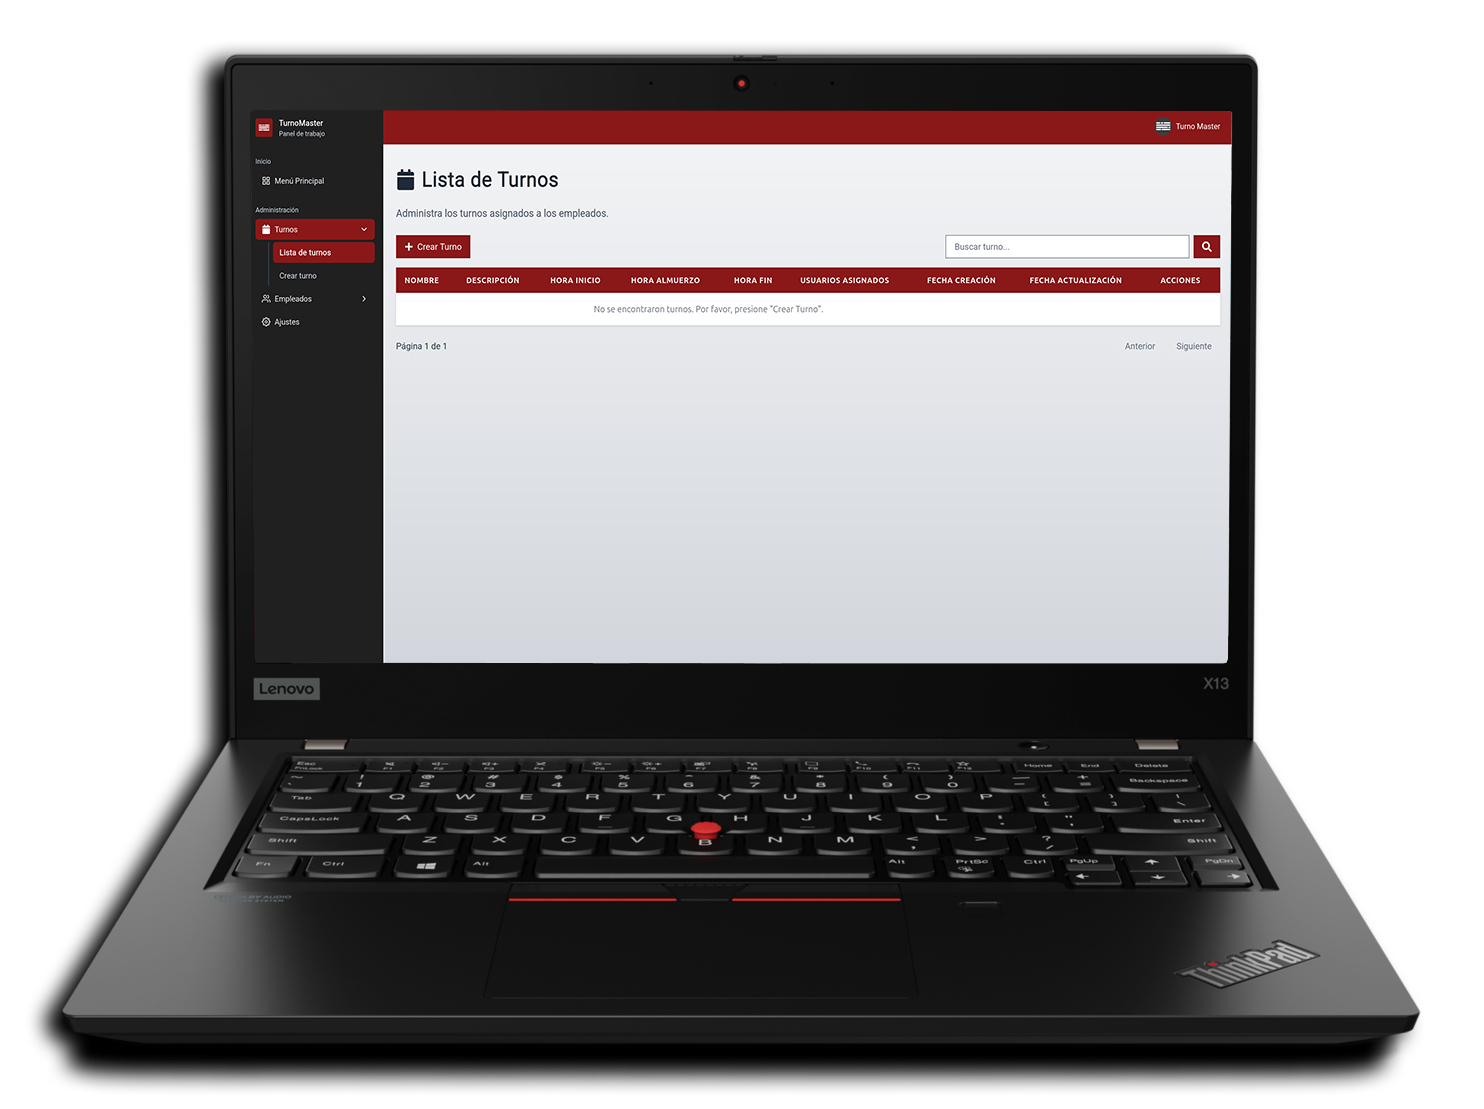 TurnoMaster
Panel de trabajo
Turno Master
Inicio
Menú Principal
Administración
Turnos
Lista de turnos
Crear turno
Empleados
Ajustes
Lista de Turnos
Administra los turnos asignados a los empleados.
Crear Turno
Buscar turno...
NOMBRE DESCRIPCIÓN HORA INICIO HORA ALMUERZO HORA FIN USUARIOS ASIGNADOS FECHA CREACIÓN FECHA ACTUALIZACIÓN ACCIONES
No se encontraron turnos. Por favor, presione "Crear Turno".
Página 1 de 1
Anterior Siguiente
Lenovo
X13
Esc F1 F2 F3 F4 F5 F6 F7 F8 F9 F10 F11 F12 Home End Delete
FnLock
~ ! @ # $ % ^ & * ( ) — + Backspace
1 2 3 4 5 6 7 8 9 0 - =
Tab Q W E R T Y U I O P { } |
[ ] \
CapsLock A S D F G H J K L : " Enter
Shift Z X C V B N M < > ? Shift
Fn Ctrl Alt Alt PrtSc Ctrl PgUp PgDn
ThinkPad